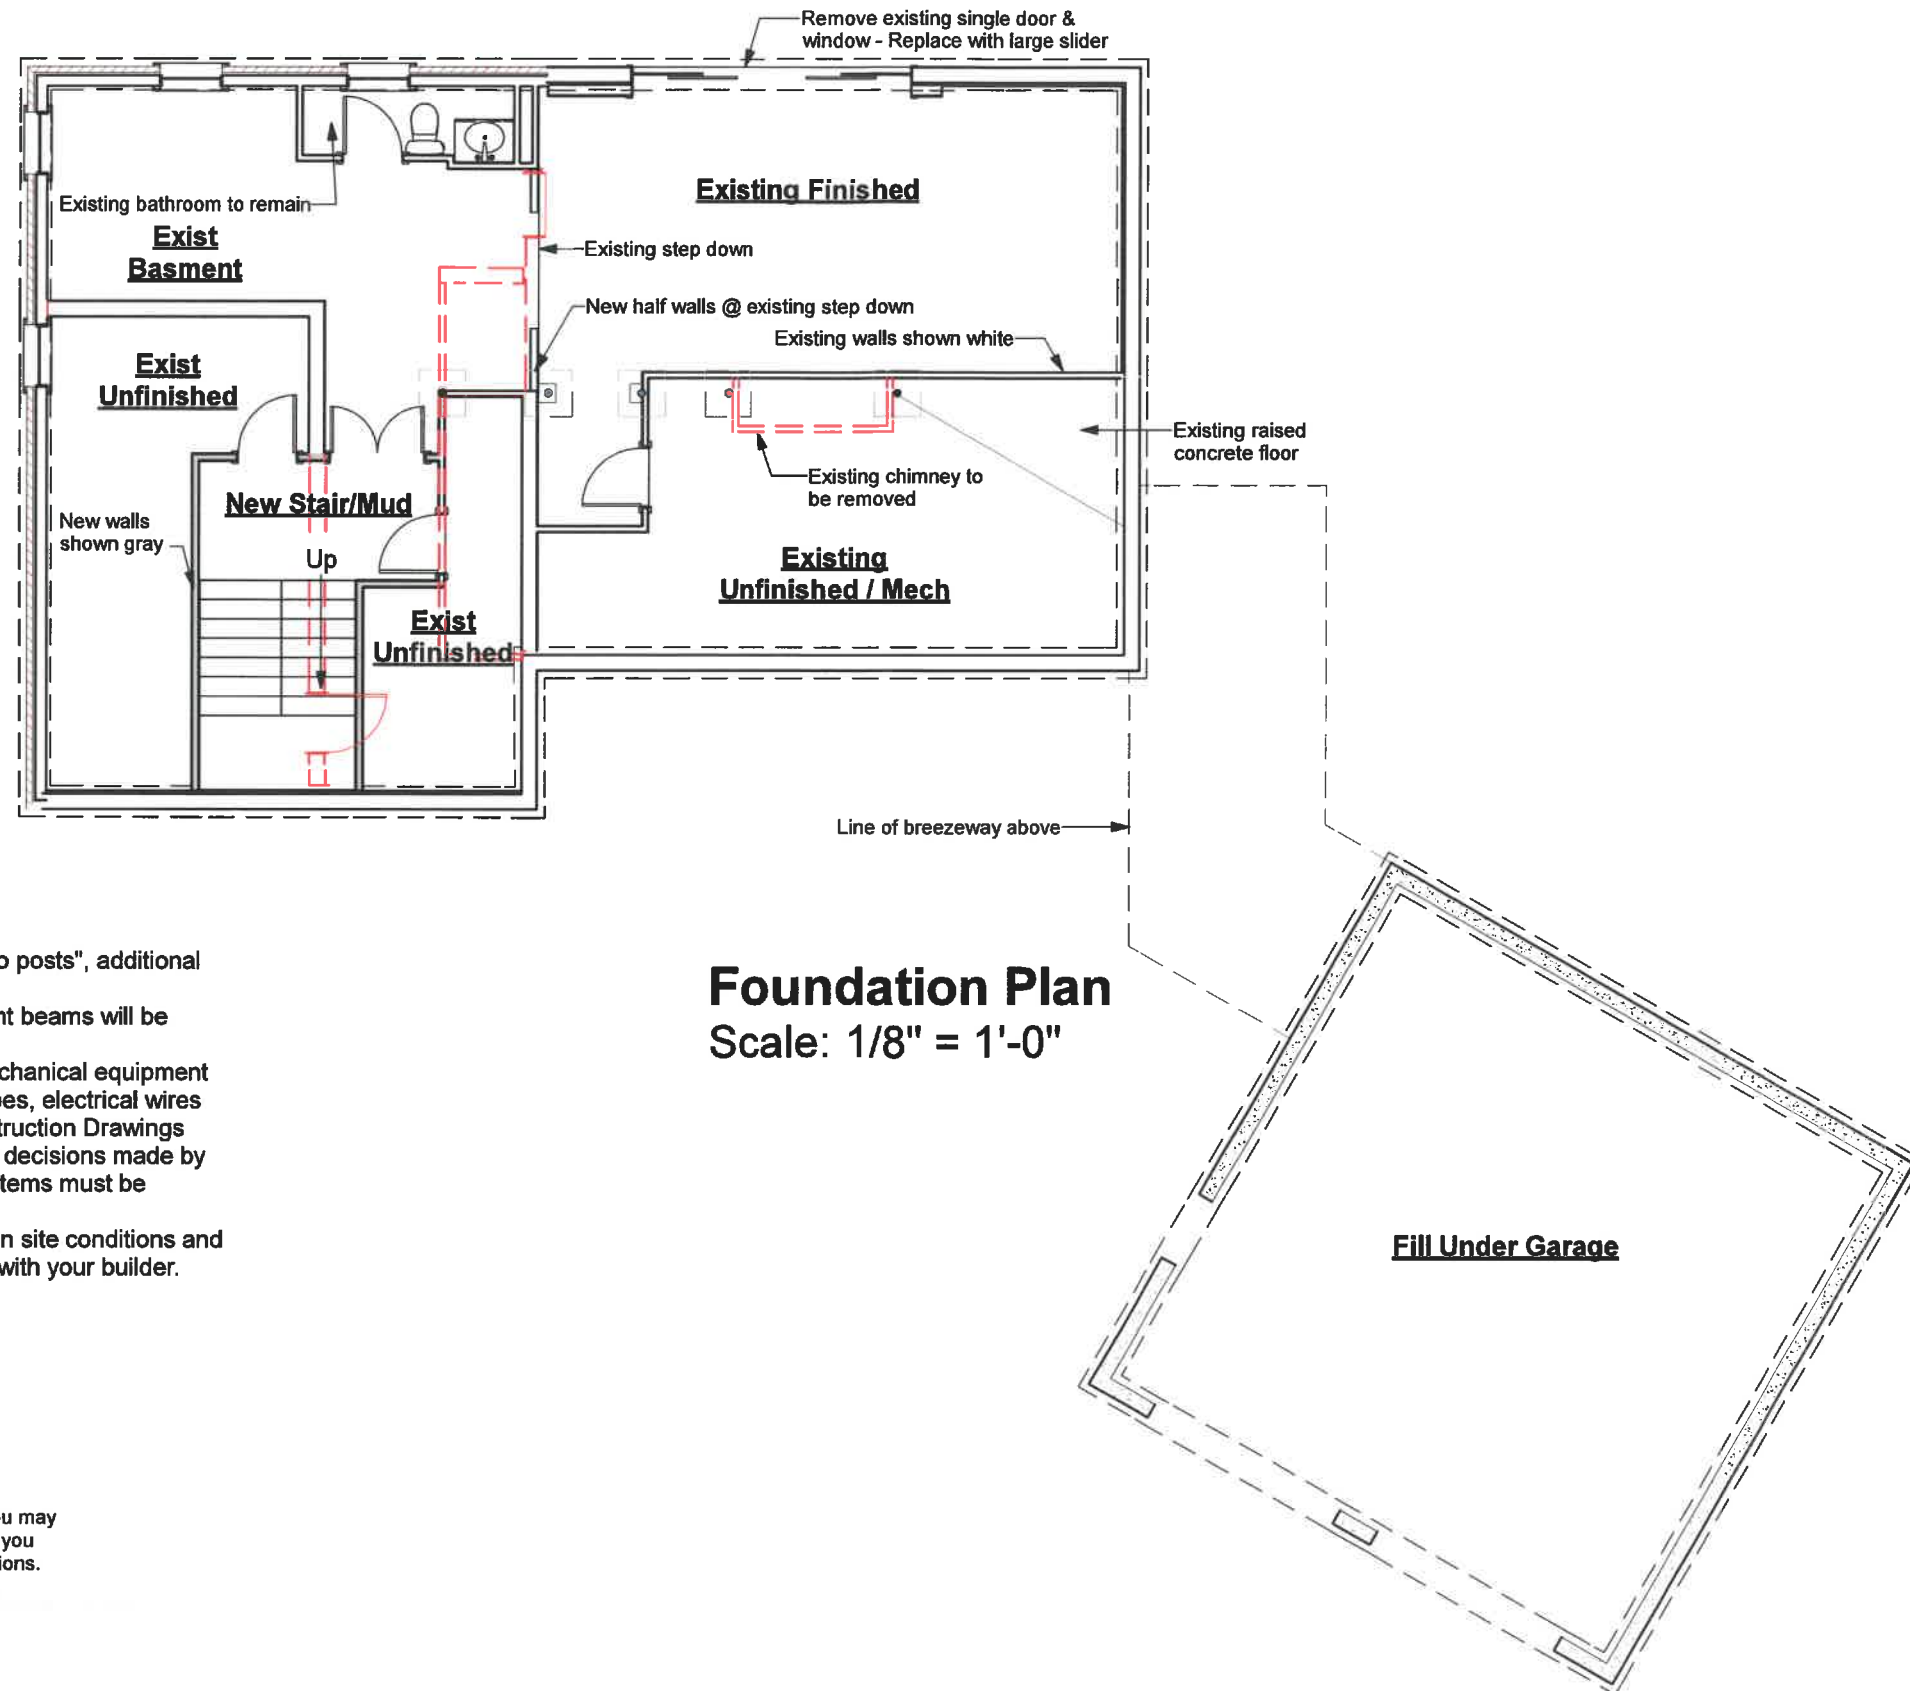 Remove existing single door &
window - Replace with large slider
Existing bathroom to remain
Exist
Basment
Existing Finished
Existing step down
New half walls @ existing step down
Existing walls shown white
Exist
Unfinished
Existing raised
concrete floor
Existing chimney to
be removed
New Stair/Mud
New walls
shown gray
Up
Existing
Unfinished / Mech
Exist
Unfinished
Line of breezeway above
o posts", additional
nt beams will be
chanical equipment
es, electrical wires
truction Drawings
decisions made by
tems must be
n site conditions and
with your builder.
Foundation Plan
Scale: 1/8" = 1'-0"
Fill Under Garage
u may
you
ions.